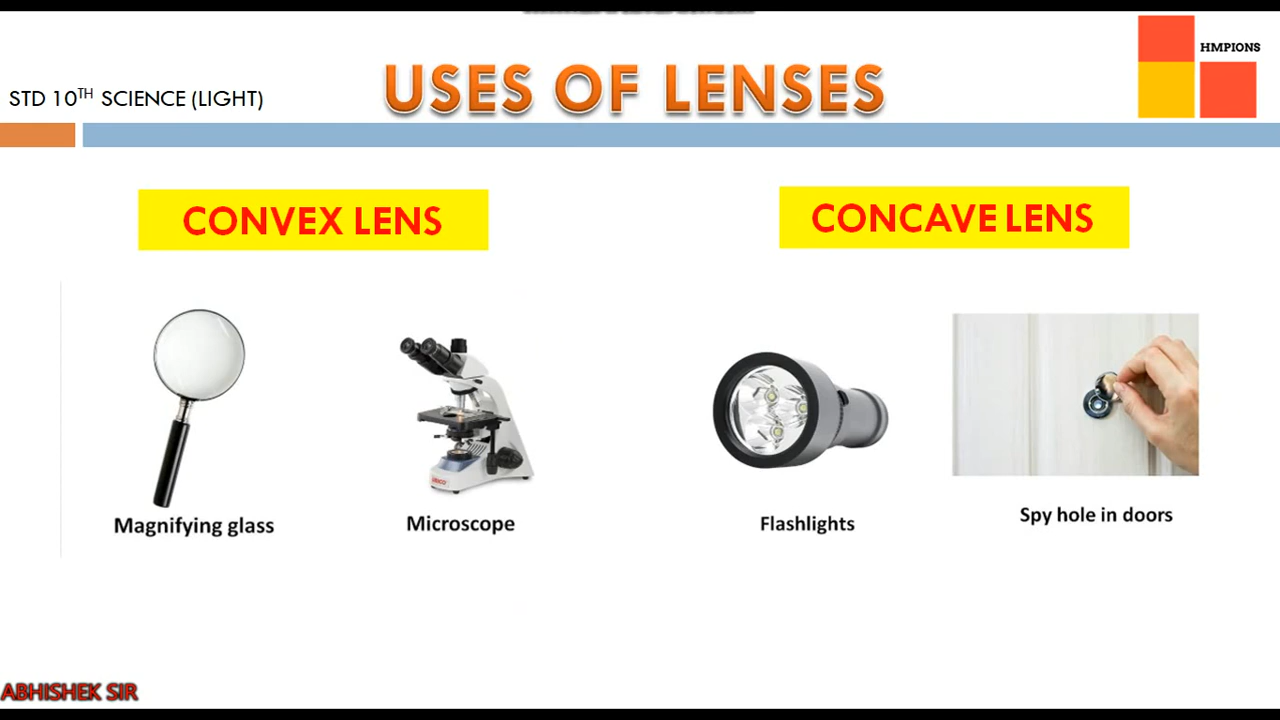 HMPIONS
STD 10TH SCIENCE (LIGHT)
USES OF LENSES
CONVEX LENS
CONCAVE LENS
Magnifying glass
Microscope
Flashlights
Spy hole in doors
ABHISHEK SIR